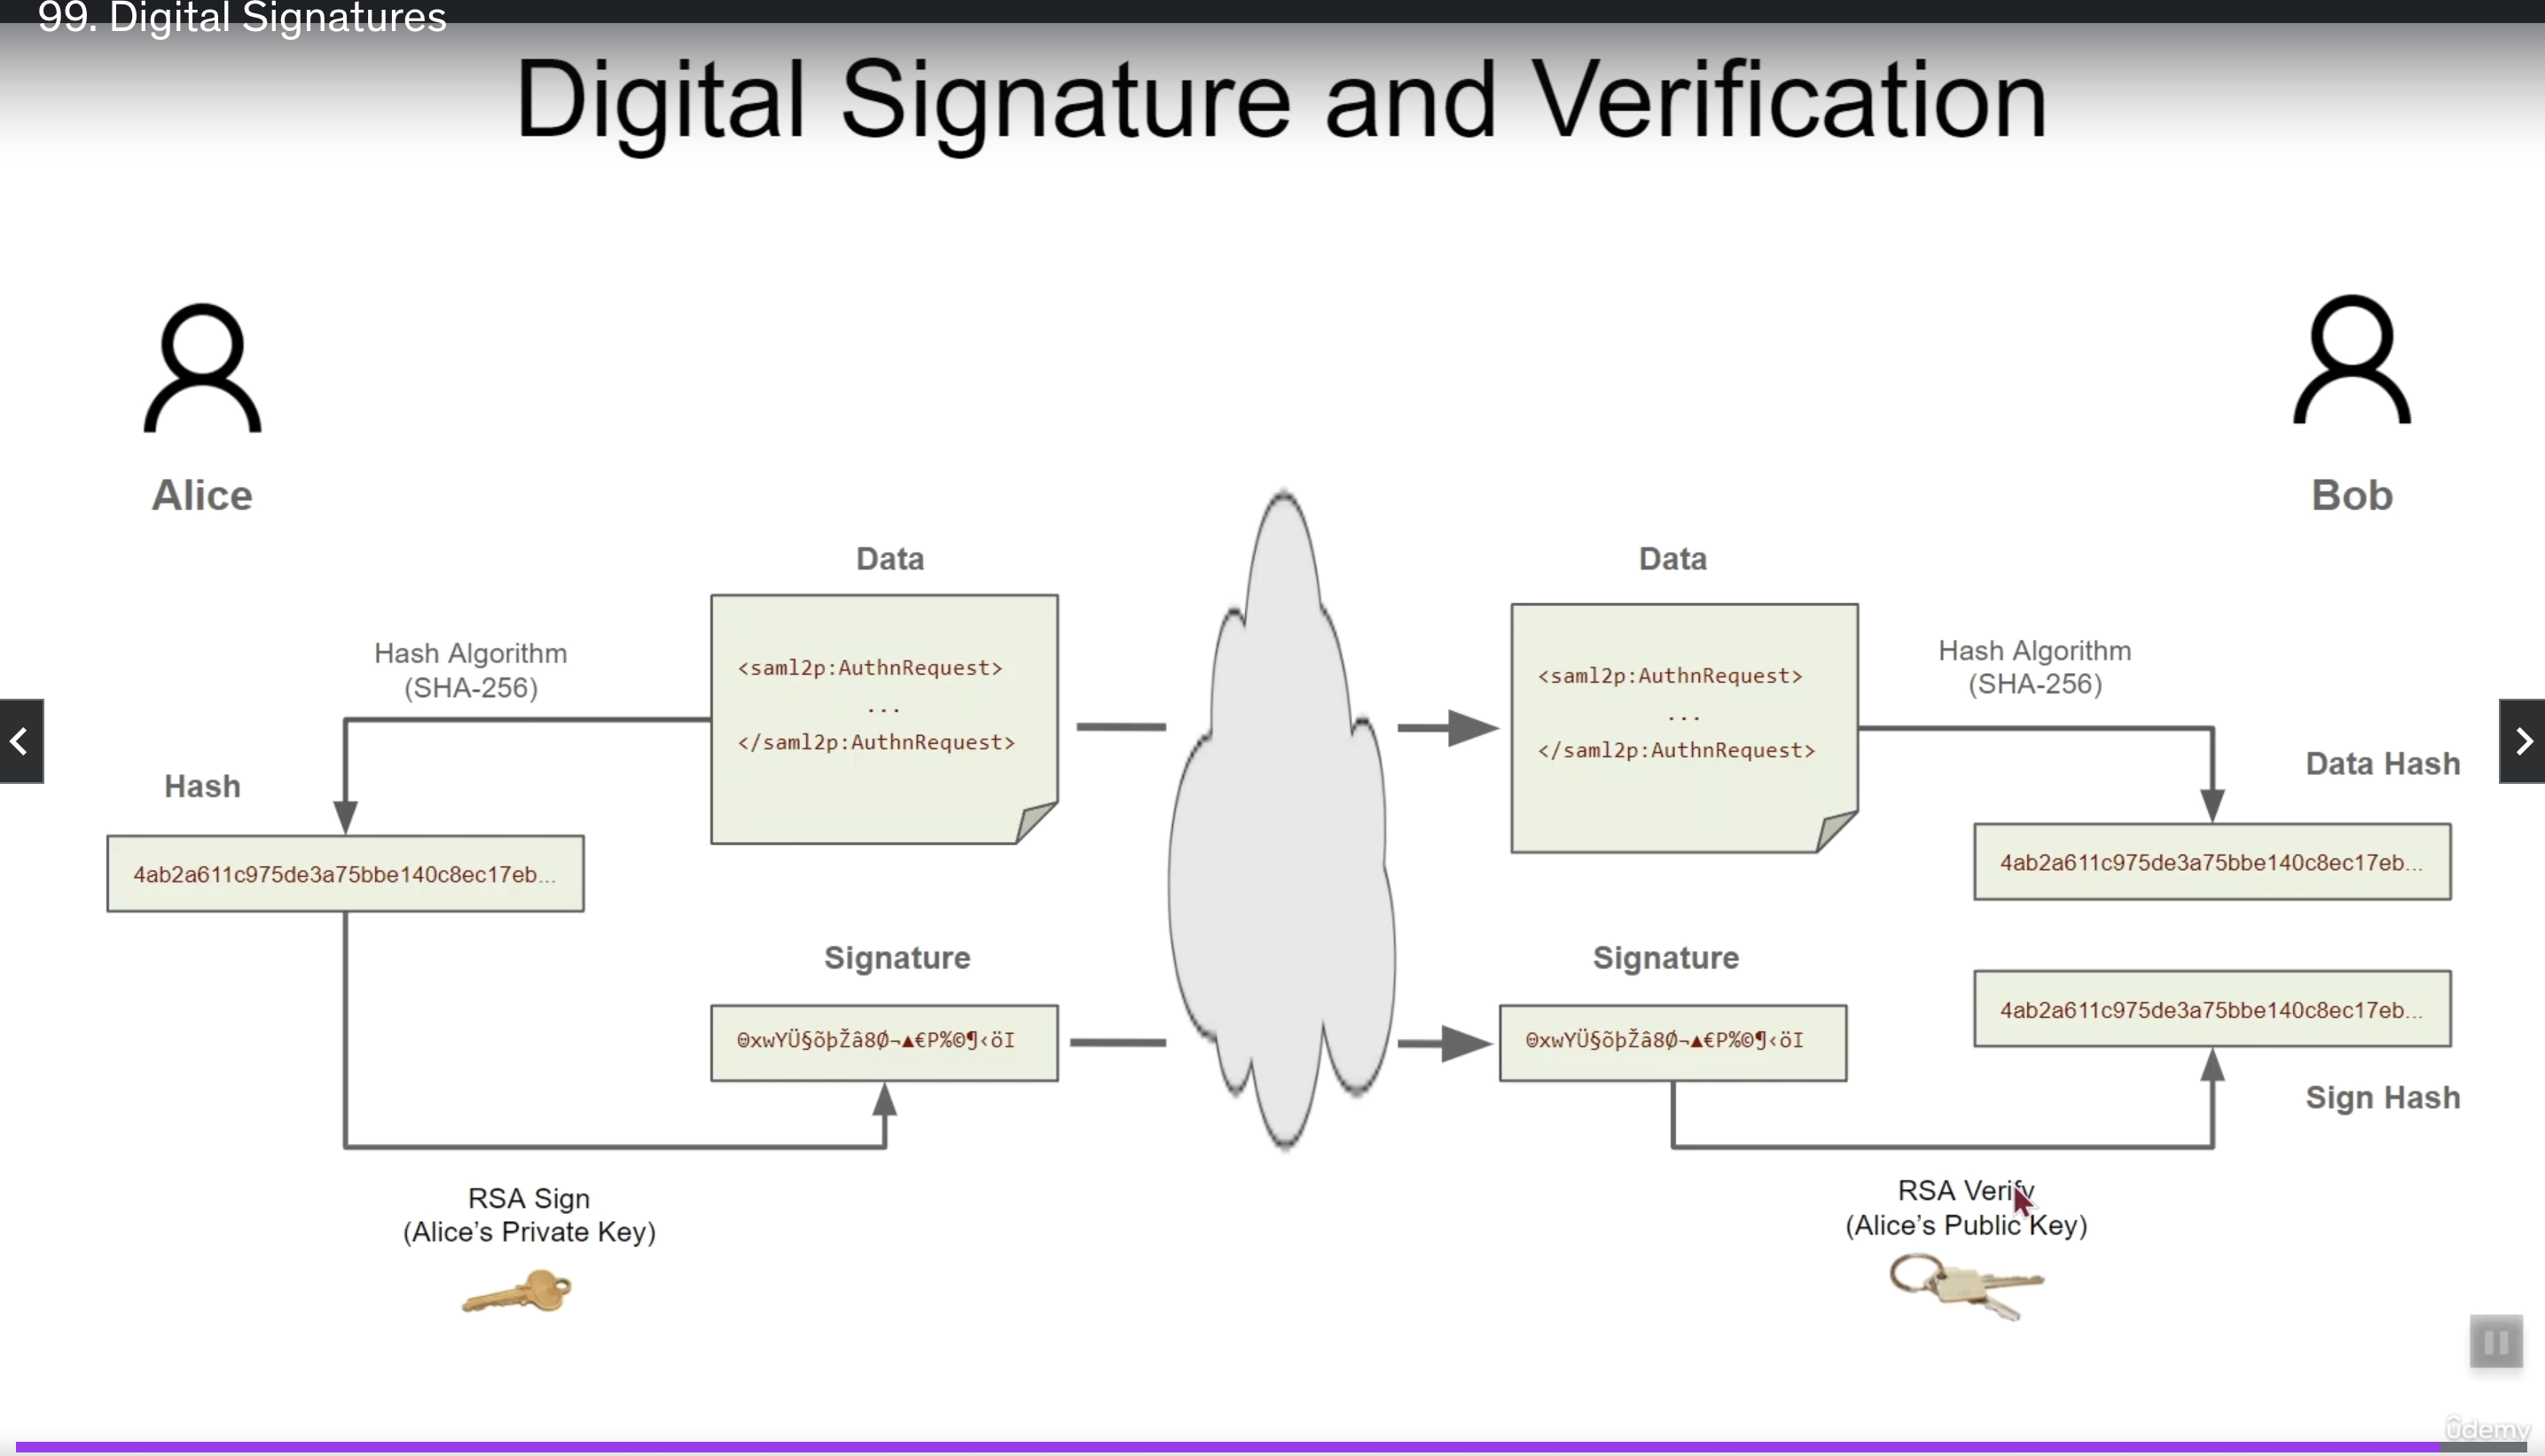 99. Digital Signatures
Digital Signature and Verification
Alice
Bob
Data
Data
Hash Algorithm
(SHA-256)
<saml2p:AuthnRequest>
...
</saml2p:AuthnRequest>
<saml2p:AuthnRequest>
...
</saml2p:AuthnRequest>
Hash Algorithm
(SHA-256)
Hash
Data Hash
4ab2a611c975de3a75bbe140c8ec17eb...
4ab2a611c975de3a75bbe140c8ec17eb...
Signature
Signature
4ab2a611c975de3a75bbe140c8ec17eb...
ΘxwYÜ§õþŽâ8Ø¬▲€P%©¶‹öI
ΘxwYÜ§õþŽâ8Ø¬▲€P%©¶‹öI
Sign Hash
RSA Sign
(Alice’s Private Key)
RSA Verify
(Alice’s Public Key)
ûdemy